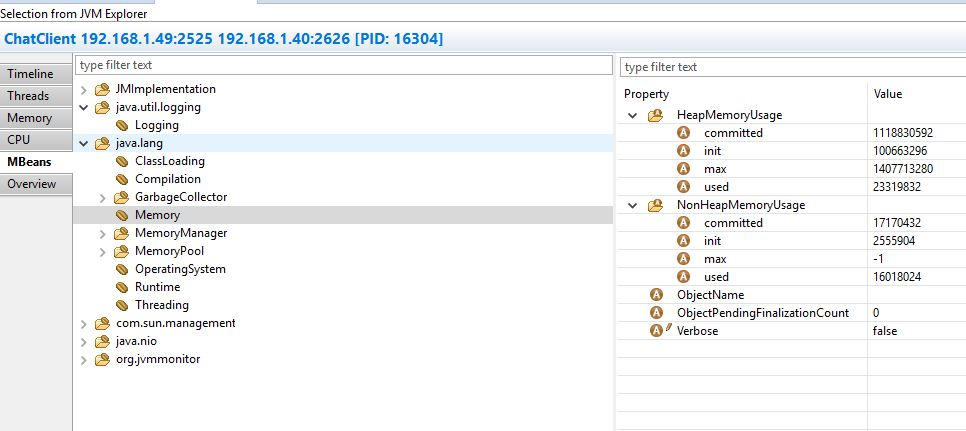 Selection from JVM Explorer
ChatClient 192.168.1.49:2525 192.168.1.40:2626 [PID: 16304]
Timeline
Threads
Memory
CPU
MBeans
Overview
type filter text
JMImplementation
java.util.logging
Logging
java.lang
ClassLoading
Compilation
GarbageCollector
Memory
MemoryManager
MemoryPool
OperatingSystem
Runtime
Threading
com.sun.management
java.nio
org.jvmmonitor
type filter text
Property Value
HeapMemoryUsage
A committed 1118830592
A init 100663296
A max 1407713280
A used 23319832
NonHeapMemoryUsage
A committed 17170432
A init 2555904
A max -1
A used 16018024
A ObjectName
A ObjectPendingFinalizationCount 0
A Verbose false